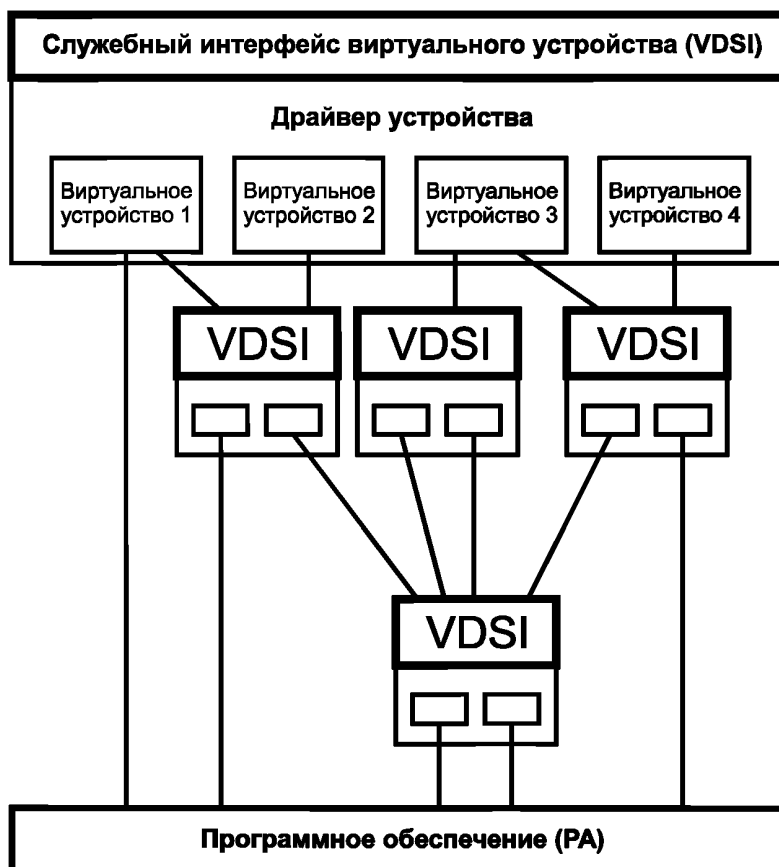 Служебный интерфейс виртуального устройства (VDSI)
Драйвер устройства
Виртуальное
устройство 1
Виртуальное
устройство 2
Виртуальное
устройство 3
Виртуальное
устройство 4
VDSI
VDSI
VDSI
VDSI
Программное обеспечение (PA)